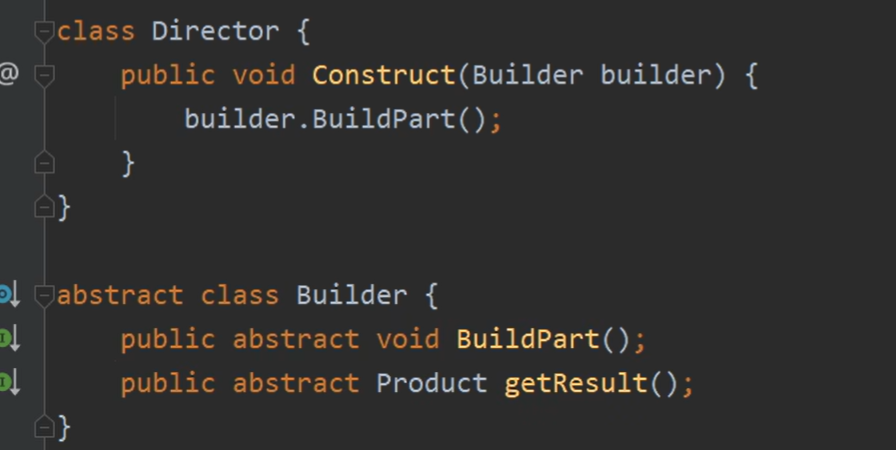 class Director {
@
public void Construct(Builder builder) {
builder.BuildPart();
}
}
abstract class Builder {
public abstract void BuildPart();
public abstract Product getResult();
}